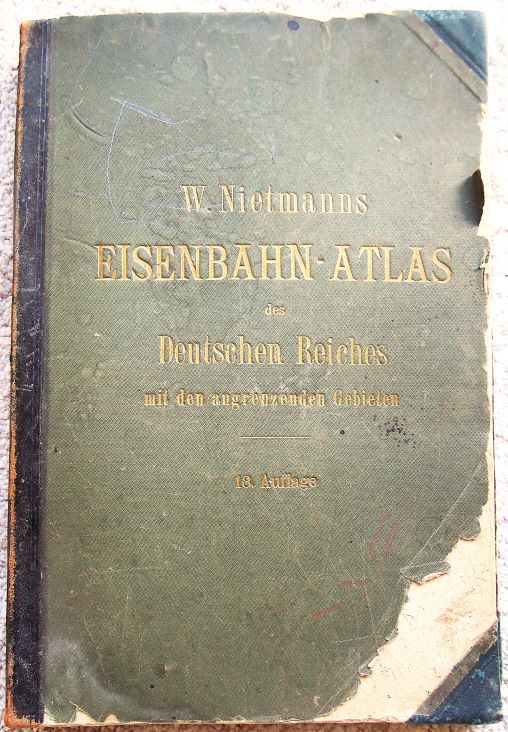 W. Nietmanns
EISENBAHN-ATLAS
des
Deutschen Reiches
mit den angrenzenden Gebieten
18. Auflage